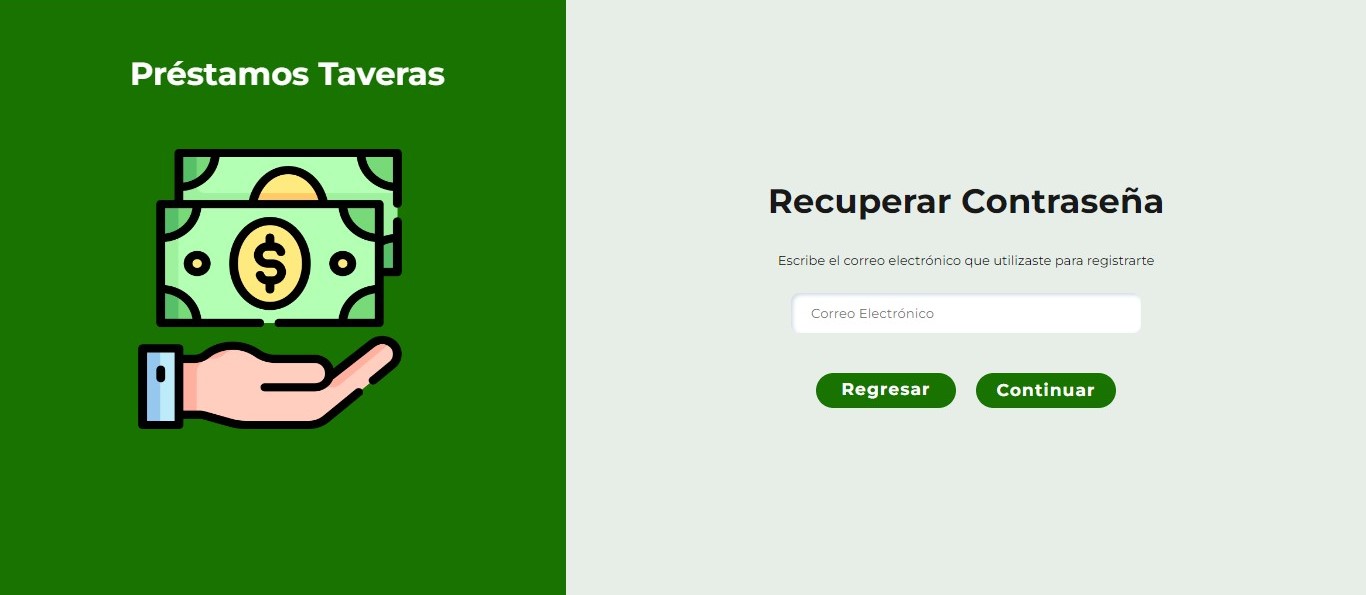 Préstamos Taveras
$
Recuperar Contraseña
Escribe el correo electrónico que utilizaste para registrarte
Correo Electrónico
Regresar
Continuar